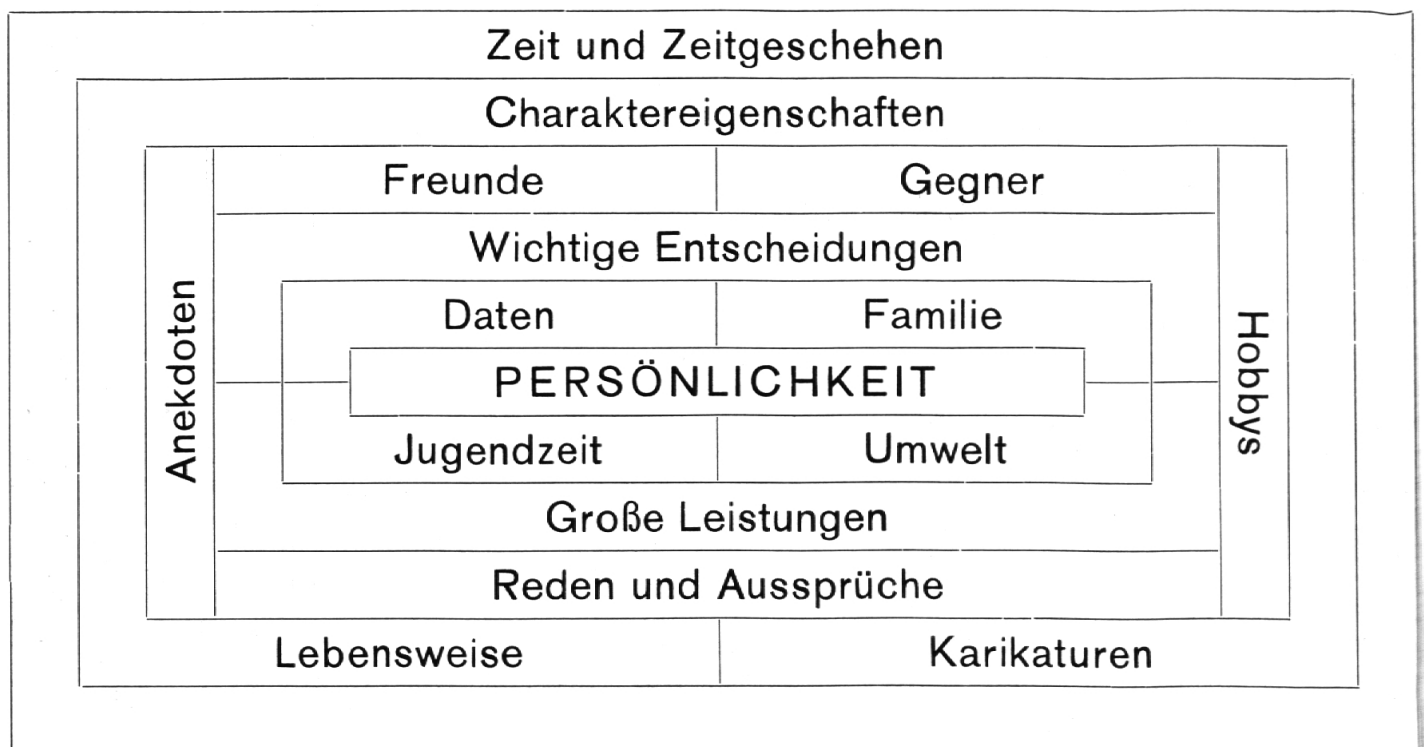 Zeit und Zeitgeschehen
Charaktereigenschaften
Freunde
Gegner
Wichtige Entscheidungen
Anekdoten
Daten
Familie
Hobbys
PERSÖNLICHKEIT
Jugendzeit
Umwelt
Große Leistungen
Reden und Aussprüche
Lebensweise
Karikaturen